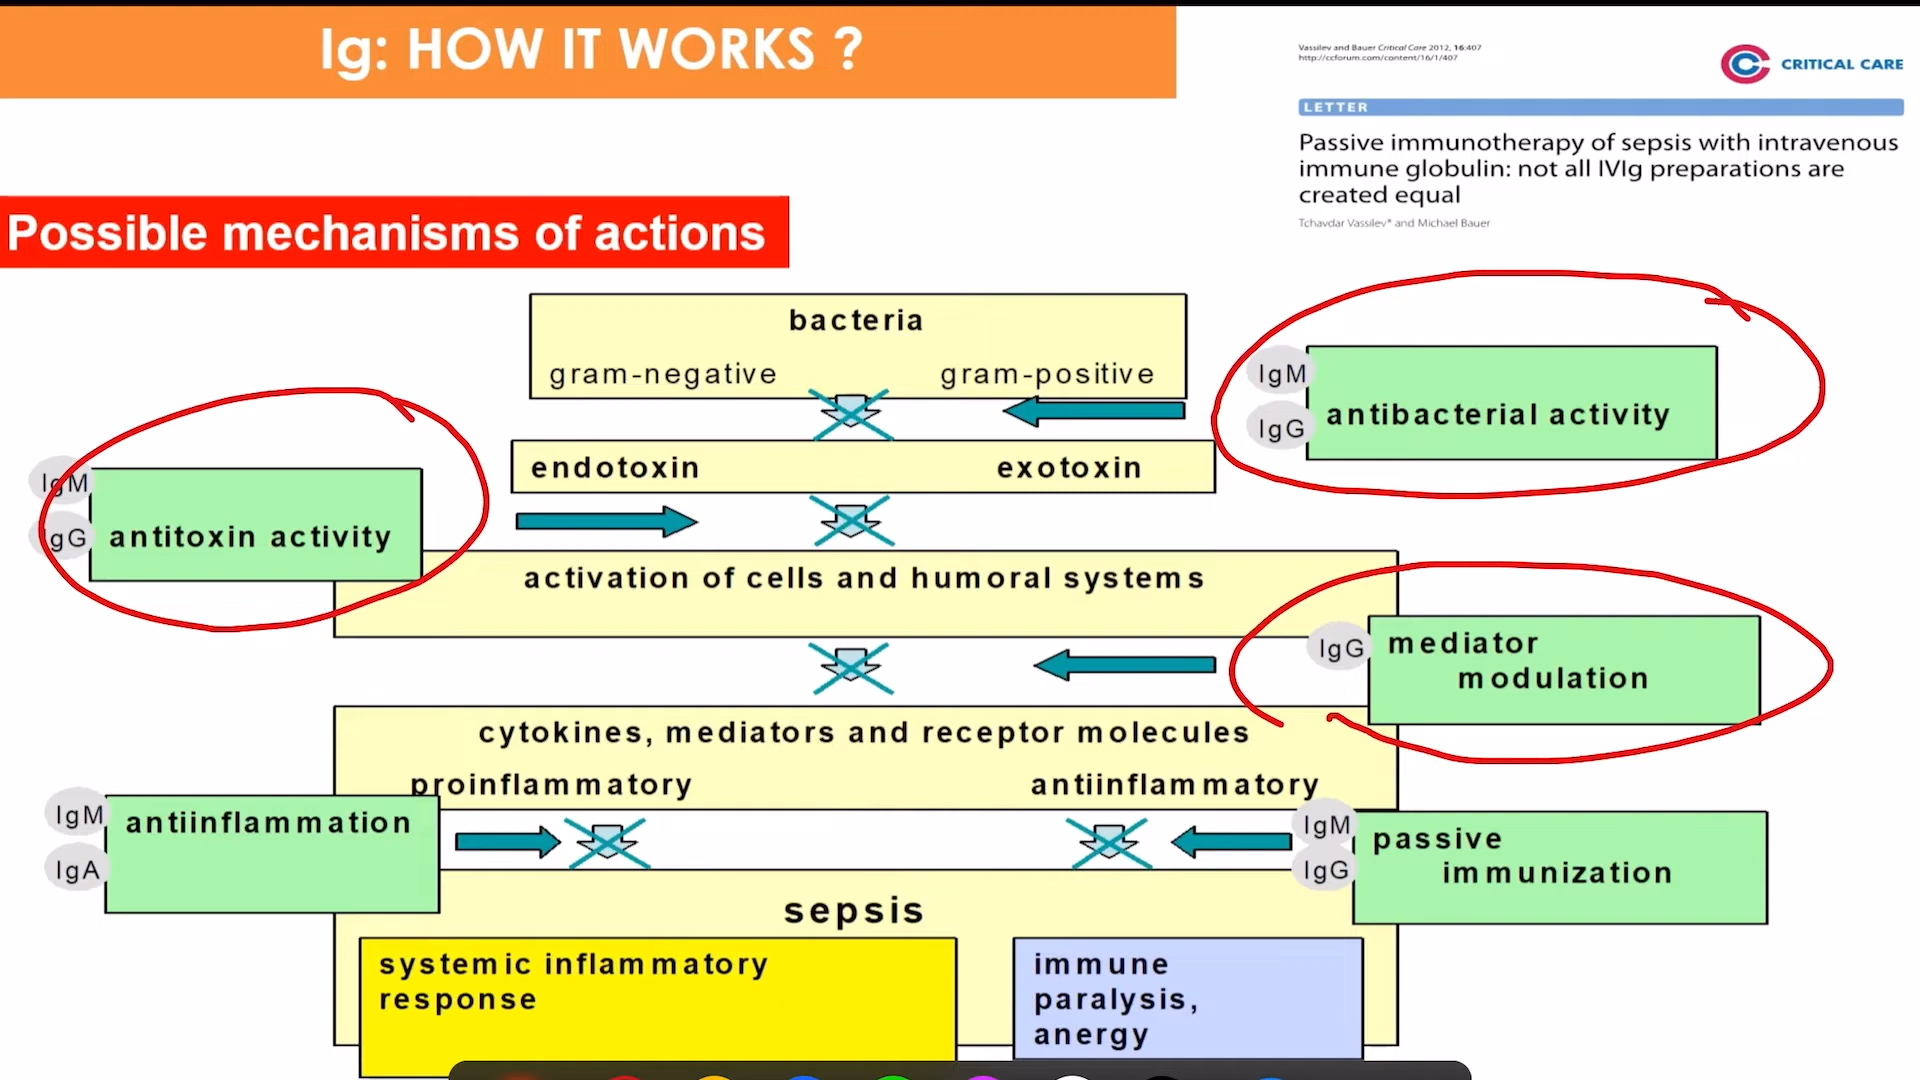 Ig: HOW IT WORKS ?
Vassilev and Bauer Critical Care 2012, 16:407
http://ccforum.com/content/16/1/407
CRITICAL CARE
LETTER
Passive immunotherapy of sepsis with intravenous
immune globulin: not all IVIg preparations are
created equal
Tchavdar Vassilev* and Michael Bauer
Possible mechanisms of actions
bacteria
gram-negative gram-positive
IgM
IgG
antibacterial activity
endotoxin exotoxin
IgM
IgG
antitoxin activity
activation of cells and humoral systems
IgG
mediator
modulation
cytokines, mediators and receptor molecules
proinflammatory antiinflammatory
IgM
IgA
antiinflammation
IgM
IgG
passive
immunization
sepsis
systemic inflammatory
response
immune
paralysis,
anergy